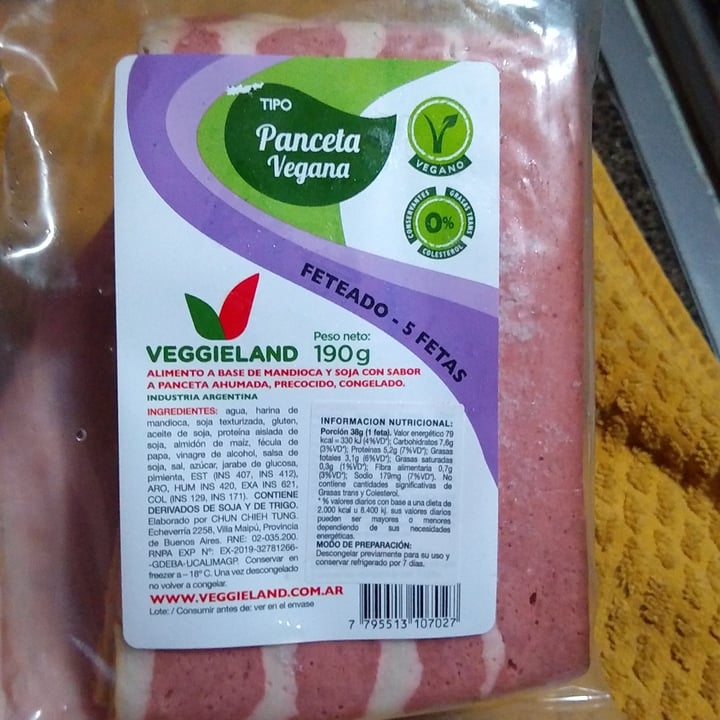 TIPO
Panceta
Vegana
VEGANO
CONSERVANTES
GRASAS TRANS
0%
COLESTEROL
FETEADO - 5 FETAS
VEGGIELAND
Peso neto:
190g
ALIMENTO A BASE DE MANDIOCA Y SOJA CON SABOR
A PANCETA AHUMADA, PRECOCIDO, CONGELADO.
INDUSTRIA ARGENTINA
INGREDIENTES: agua, harina de
mandioca, soja texturizada, gluten,
aceite de soja, proteína aislada de
soja, almidón de maíz, fécula de
papa, vinagre de alcohol, salsa de
soja, sal, azúcar, jarabe de glucosa,
pimienta, EST (INS 407, INS 412),
ARO, HUM INS 420, EXA INS 621,
COL (INS 129, INS 171). CONTIENE
DERIVADOS DE SOJA Y DE TRIGO.
Elaborado por CHUN CHIEH TUNG.
Echeverría 2258, Villa Maipú, Provincia
de Buenos Aires. RNE: 02-035.200.
RNPA EXP Nº: EX-2019-32781266-
-GDEBA-UCALIMAGP. Conservar en
freezer a – 18º C. Una vez descongelado
no volver a congelar.
INFORMACION NUTRICIONAL:
Porción 38g (1 feta). Valor energético 79
kcal = 330 kJ (4%VD*); Carbohidratos 7,6g
(3%VD*); Proteínas 5,2g (7%VD*); Grasas
totales 3,1g (6%VD*); Grasas saturadas
0,3g (1%VD*); Fibra alimentaria 0,7g
(3%VD*); Sodio 179mg (7%VD*). No
contiene cantidades significativas de
Grasas trans y Colesterol.
* % valores diarios con base a una dieta de
2.000 kcal u 8.400 kj. sus valores diarios
pueden ser mayores o menores
dependiendo de sus necesidades
energéticas.
MODO DE PREPARACIÓN:
Descongelar previamente para su uso y
conservar refrigerado por 7 días.
WWW.VEGGIELAND.COM.AR
Lote: / Consumir antes de: ver en el envase
7 795513 107027